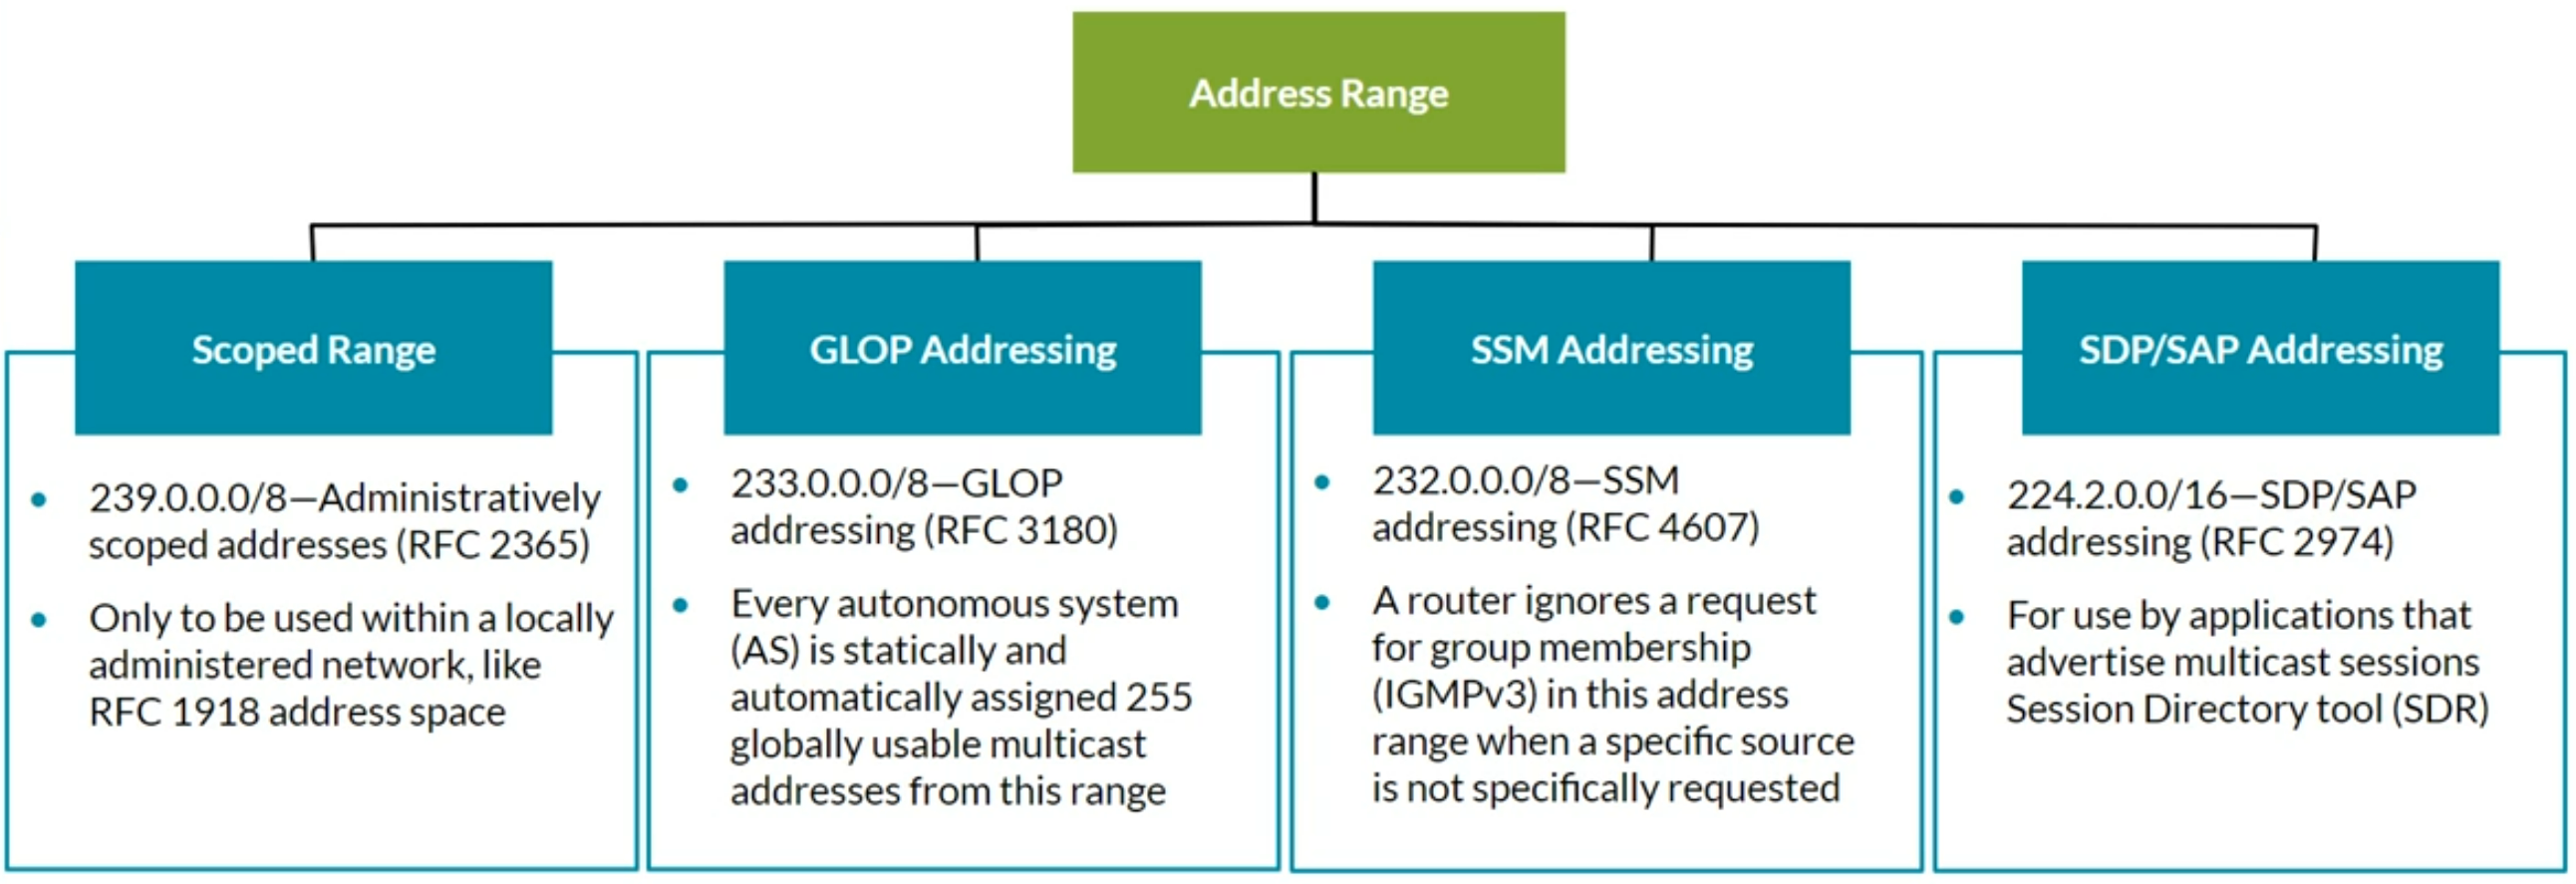 Address Range
Scoped Range
239.0.0.0/8—Administratively
scoped addresses (RFC 2365)
Only to be used within a locally
administered network, like
RFC 1918 address space
GLOP Addressing
233.0.0.0/8—GLOP
addressing (RFC 3180)
Every autonomous system
(AS) is statically and
automatically assigned 255
globally usable multicast
addresses from this range
SSM Addressing
232.0.0.0/8—SSM
addressing (RFC 4607)
A router ignores a request
for group membership
(IGMPv3) in this address
range when a specific source
is not specifically requested
SDP/SAP Addressing
224.2.0.0/16—SDP/SAP
addressing (RFC 2974)
For use by applications that
advertise multicast sessions
Session Directory tool (SDR)